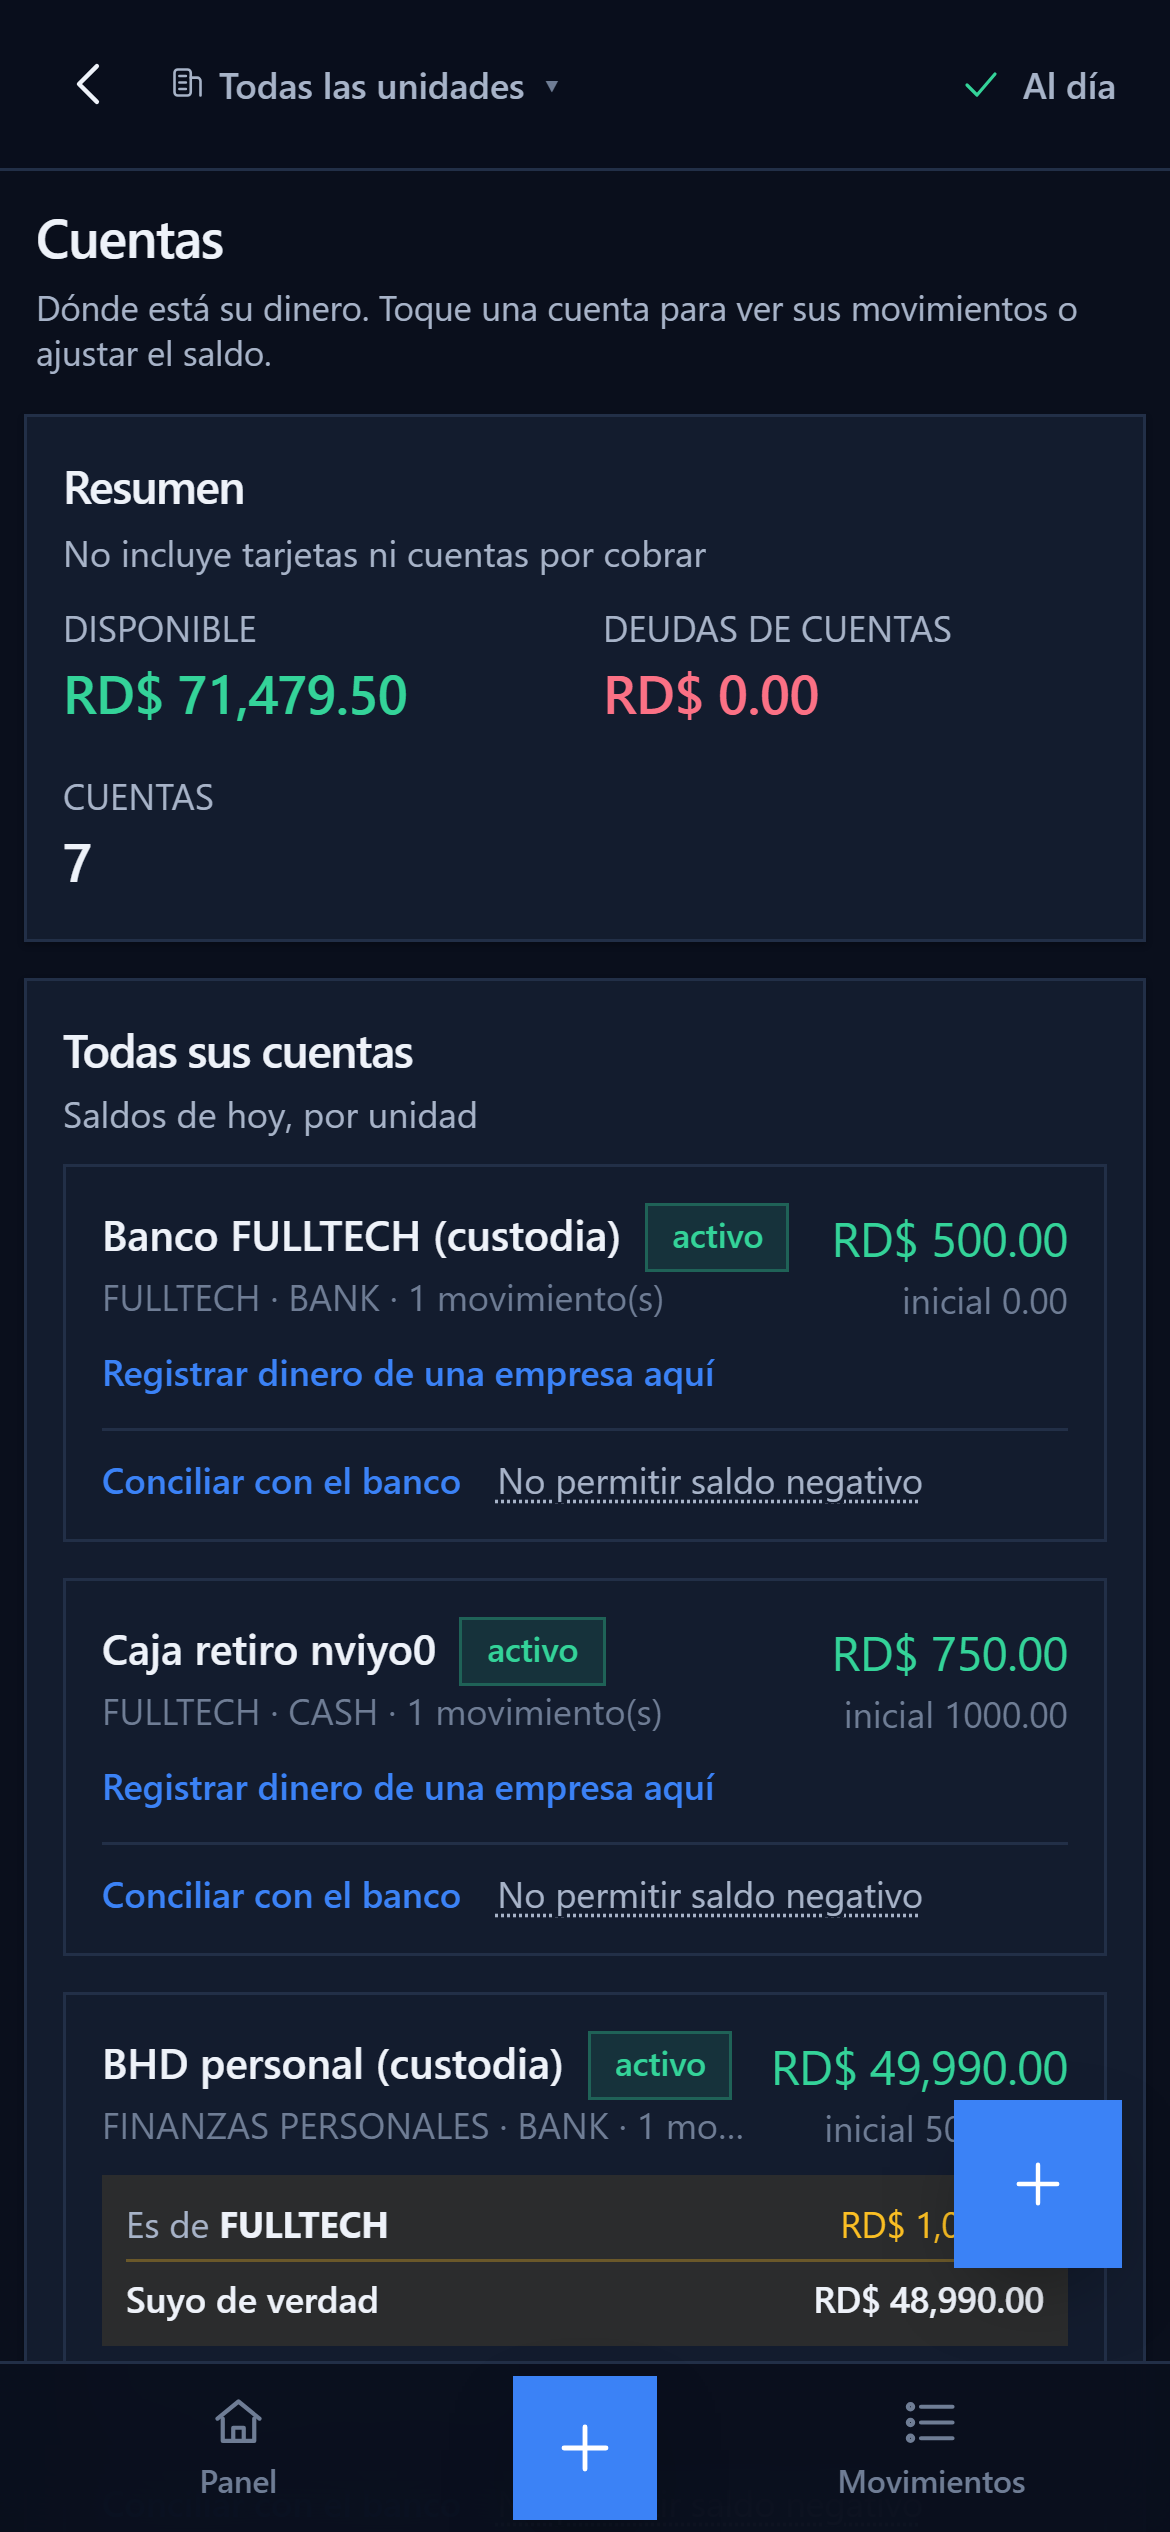 Todas las unidades ▼
Al día
Cuentas
Dónde está su dinero. Toque una cuenta para ver sus movimientos o
ajustar el saldo.
Resumen
No incluye tarjetas ni cuentas por cobrar
DISPONIBLE
RD$ 71,479.50
DEUDAS DE CUENTAS
RD$ 0.00
CUENTAS
7
Todas sus cuentas
Saldos de hoy, por unidad
Banco FULLTECH (custodia) activo RD$ 500.00
FULLTECH · BANK · 1 movimiento(s) inicial 0.00
Registrar dinero de una empresa aquí
Conciliar con el banco No permitir saldo negativo
Caja retiro nviyo0 activo RD$ 750.00
FULLTECH · CASH · 1 movimiento(s) inicial 1000.00
Registrar dinero de una empresa aquí
Conciliar con el banco No permitir saldo negativo
BHD personal (custodia) activo RD$ 49,990.00
FINANZAS PERSONALES · BANK · 1 mo... inicial
Es de FULLTECH RD$
Suyo de verdad RD$ 48,990.00
Panel
Movimientos